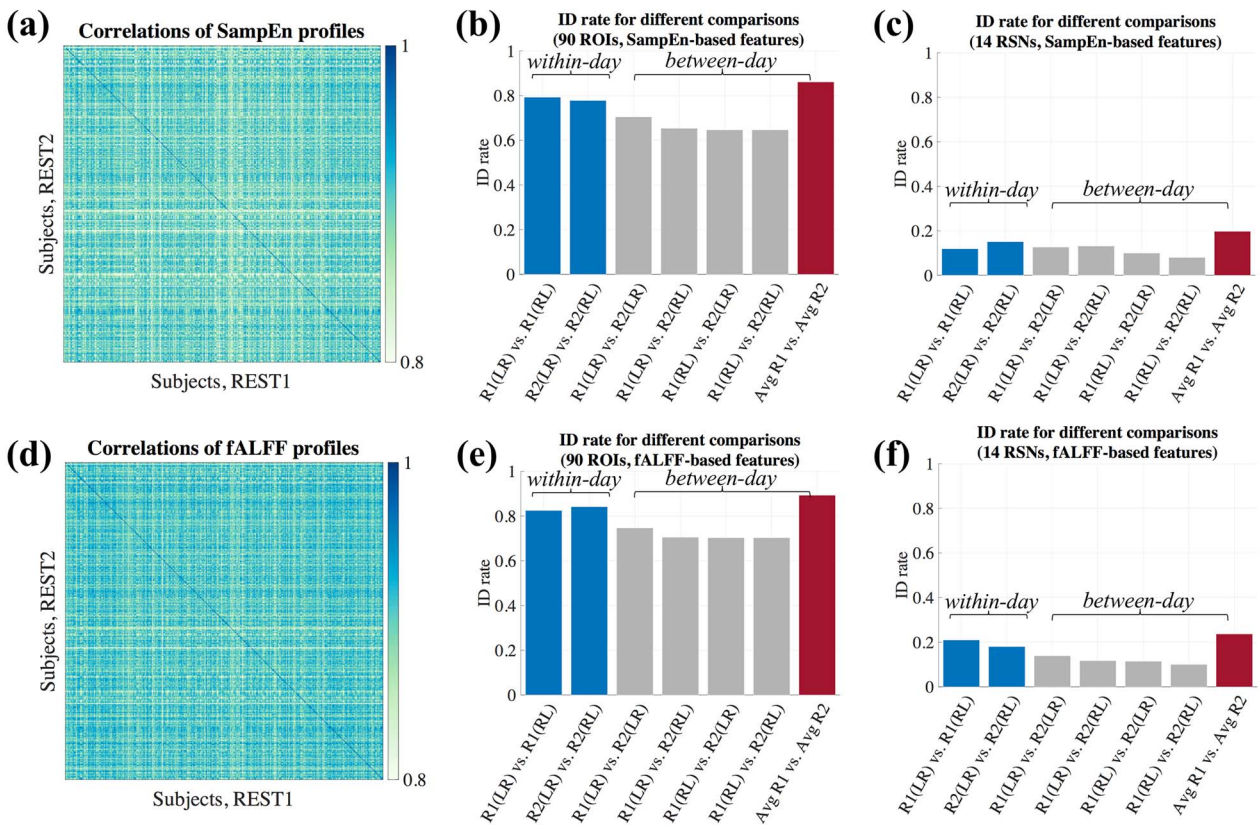 (a)
Correlations of SampEn profiles
Subjects, REST2
Subjects, REST1
1
0.8
(b)
ID rate for different comparisons
(90 ROIs, SampEn-based features)
within-day
between-day
ID rate
1
0.8
0.6
0.4
0.2
0
R1(LR) vs. R1(RL)
R2(LR) vs. R2(RL)
R1(LR) vs. R2(LR)
R1(LR) vs. R2(RL)
R1(RL) vs. R2(LR)
R1(RL) vs. R2(RL)
Avg R1 vs. Avg R2
(c)
ID rate for different comparisons
(14 RSNs, SampEn-based features)
within-day
between-day
ID rate
1
0.8
0.6
0.4
0.2
0
R1(LR) vs. R1(RL)
R2(LR) vs. R2(RL)
R1(LR) vs. R2(LR)
R1(LR) vs. R2(RL)
R1(RL) vs. R2(LR)
R1(RL) vs. R2(RL)
Avg R1 vs. Avg R2
(d)
Correlations of fALFF profiles
Subjects, REST2
Subjects, REST1
1
0.8
(e)
ID rate for different comparisons
(90 ROIs, fALFF-based features)
within-day
between-day
ID rate
1
0.8
0.6
0.4
0.2
0
R1(LR) vs. R1(RL)
R2(LR) vs. R2(RL)
R1(LR) vs. R2(LR)
R1(LR) vs. R2(RL)
R1(RL) vs. R2(LR)
R1(RL) vs. R2(RL)
Avg R1 vs. Avg R2
(f)
ID rate for different comparisons
(14 RSNs, fALFF-based features)
within-day
between-day
ID rate
1
0.8
0.6
0.4
0.2
0
R1(LR) vs. R1(RL)
R2(LR) vs. R2(RL)
R1(LR) vs. R2(LR)
R1(LR) vs. R2(RL)
R1(RL) vs. R2(LR)
R1(RL) vs. R2(RL)
Avg R1 vs. Avg R2